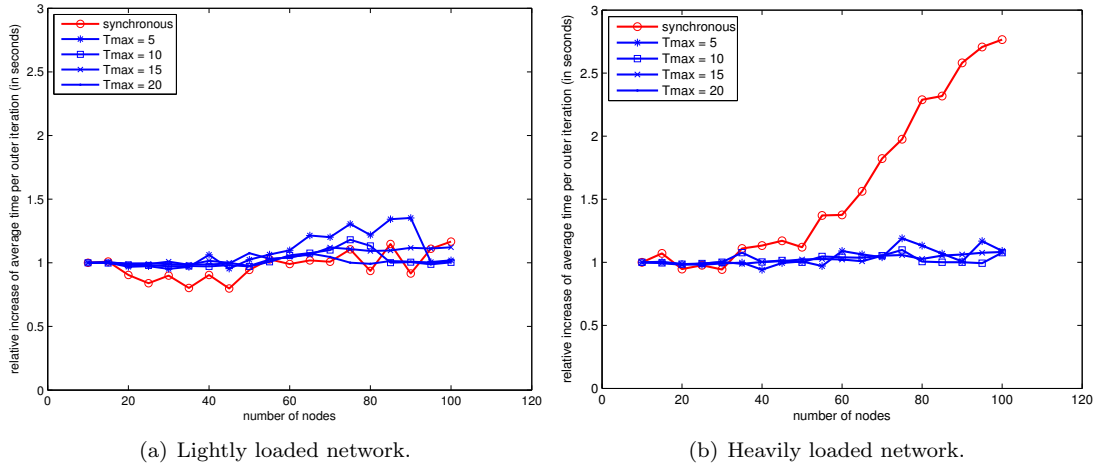 synchronous
Tmax = 5
Tmax = 10
Tmax = 15
Tmax = 20
relative increase of average time per outer iteration (in seconds)
3
2.5
2
1.5
1
0.5
0
0
20
40
60
80
100
120
number of nodes
(a) Lightly loaded network.
synchronous
Tmax = 5
Tmax = 10
Tmax = 15
Tmax = 20
relative increase of average time per outer iteration (in seconds)
3
2.5
2
1.5
1
0.5
0
0
20
40
60
80
100
120
number of nodes
(b) Heavily loaded network.